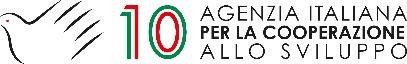 10
AGENZIA ITALIANA
PER LA COOPERAZIONE
ALLO SVILUPPO